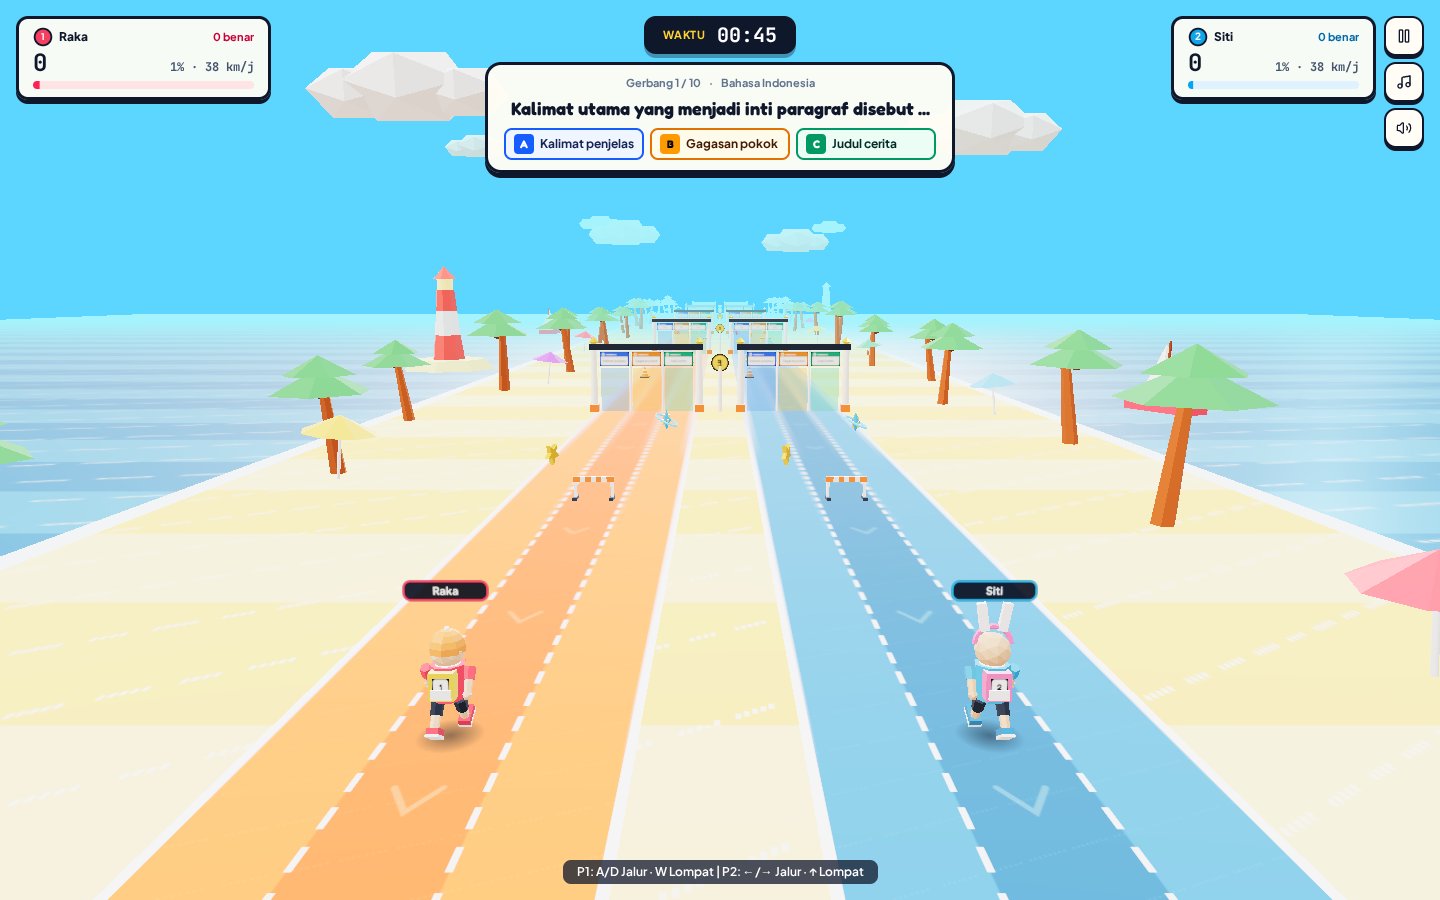 1 Raka 0 benar
0 1% · 38 km/j
WAKTU 00:45
Gerbang 1 / 10 · Bahasa Indonesia
Kalimat utama yang menjadi inti paragraf disebut ...
A Kalimat penjelas B Gagasan pokok C Judul cerita
2 Siti 0 benar
0 1% · 38 km/j
Raka
Siti
1
2
P1: A/D Jalur · W Lompat | P2: ←/→ Jalur · ↑ Lompat